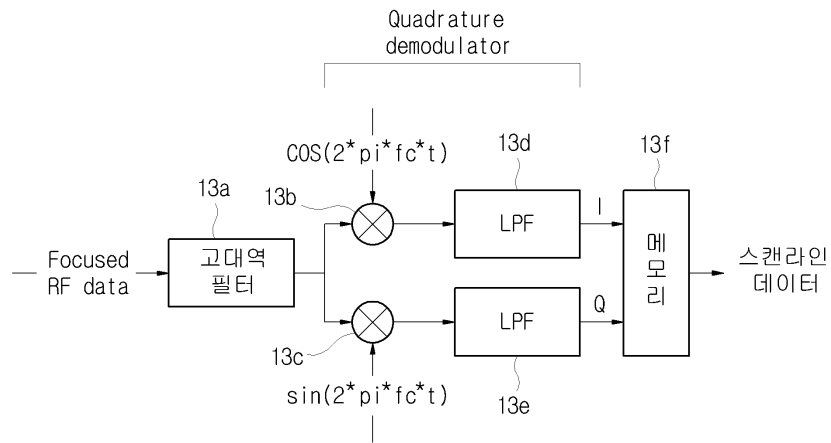 Quadrature
demodulator
COS(2*pi*fc*t)
13d
13f
13a
13b
LPF
I
Focused
RF data
고대역
필터
메모리
스캔라인
데이터
LPF
Q
13c
13e
sin(2*pi*fc*t)